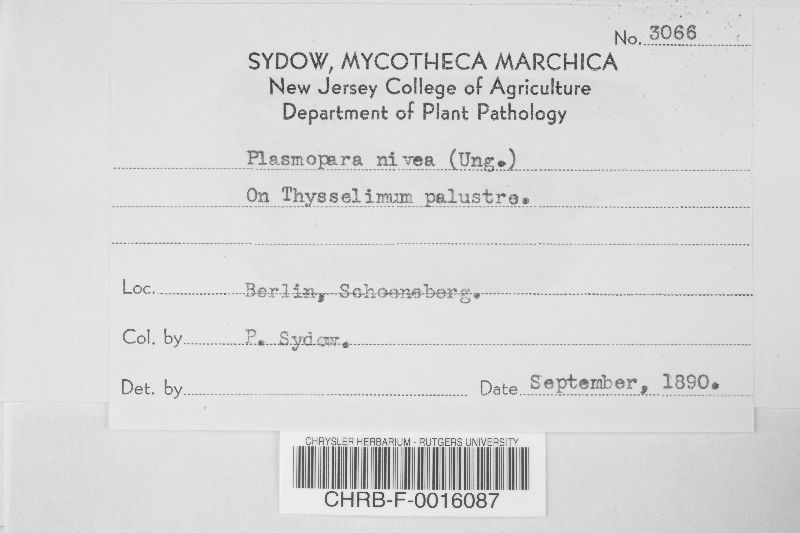 No. 3066
SYDOW, MYCOTHECA MARCHICA
New Jersey College of Agriculture
Department of Plant Pathology
Plasmopara nivea (Ung.)
On Thysselimum palustre.
Loc. Berlin, Schoeneberg.
Col. by P. Sydow.
Det. by
Date September, 1890.
CHRYSLER HERBARIUM - RUTGERS UNIVERSITY
CHRB-F-0016087